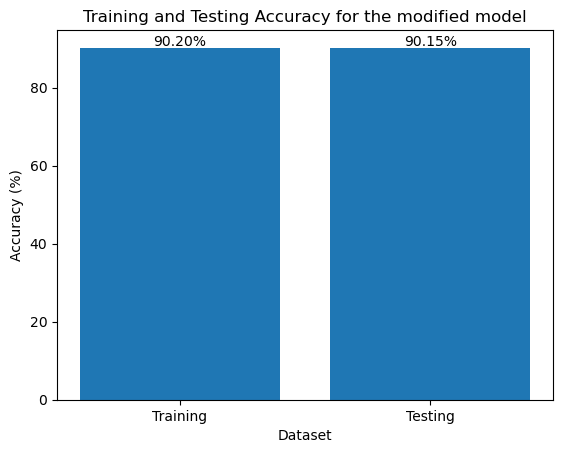 Training and Testing Accuracy for the modified model
90.20%
90.15%
80
60
40
20
0
Accuracy (%)
Training
Testing
Dataset